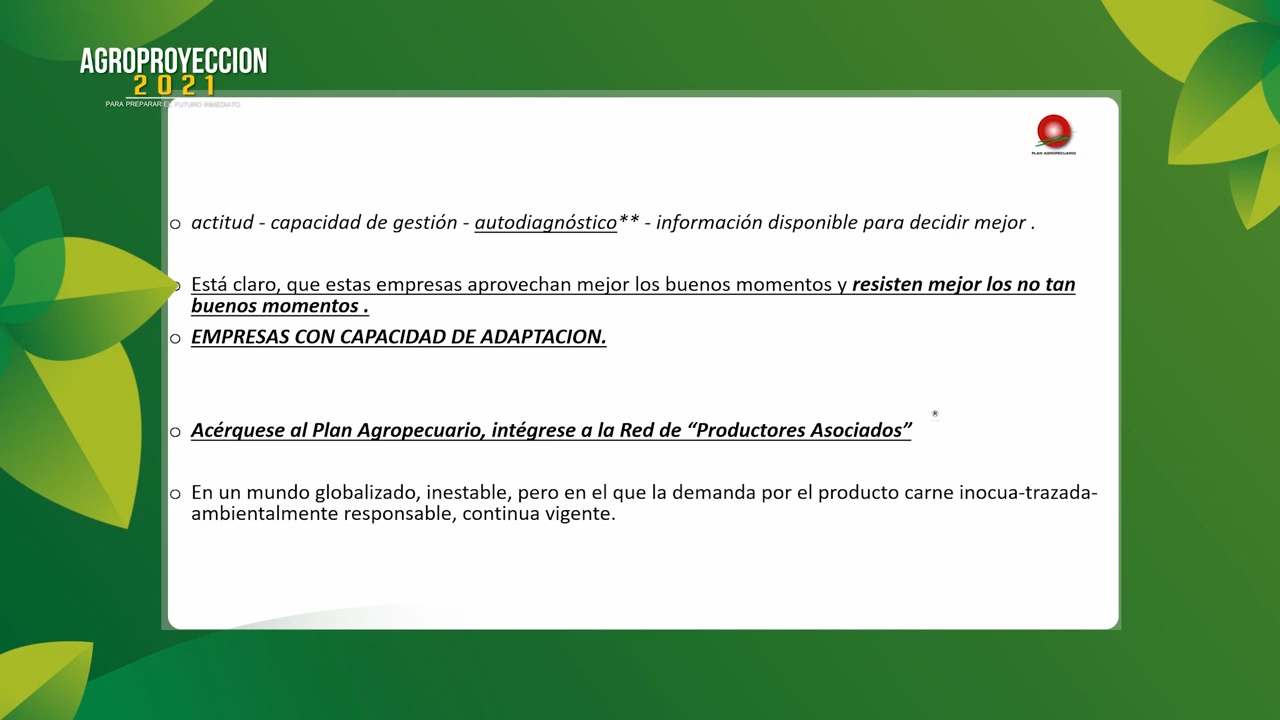 AGROPROYECCION
2021
PARA PREPARAR EL FUTURO INMEDIATO
PLAN AGROPECUARIO
o actitud - capacidad de gestión - autodiagnóstico** - información disponible para decidir mejor .
o Está claro, que estas empresas aprovechan mejor los buenos momentos y resisten mejor los no tan
buenos momentos .
o EMPRESAS CON CAPACIDAD DE ADAPTACION.
®
o Acérquese al Plan Agropecuario, intégrese a la Red de “Productores Asociados”
o En un mundo globalizado, inestable, pero en el que la demanda por el producto carne inocua-trazada-
ambientalmente responsable, continua vigente.